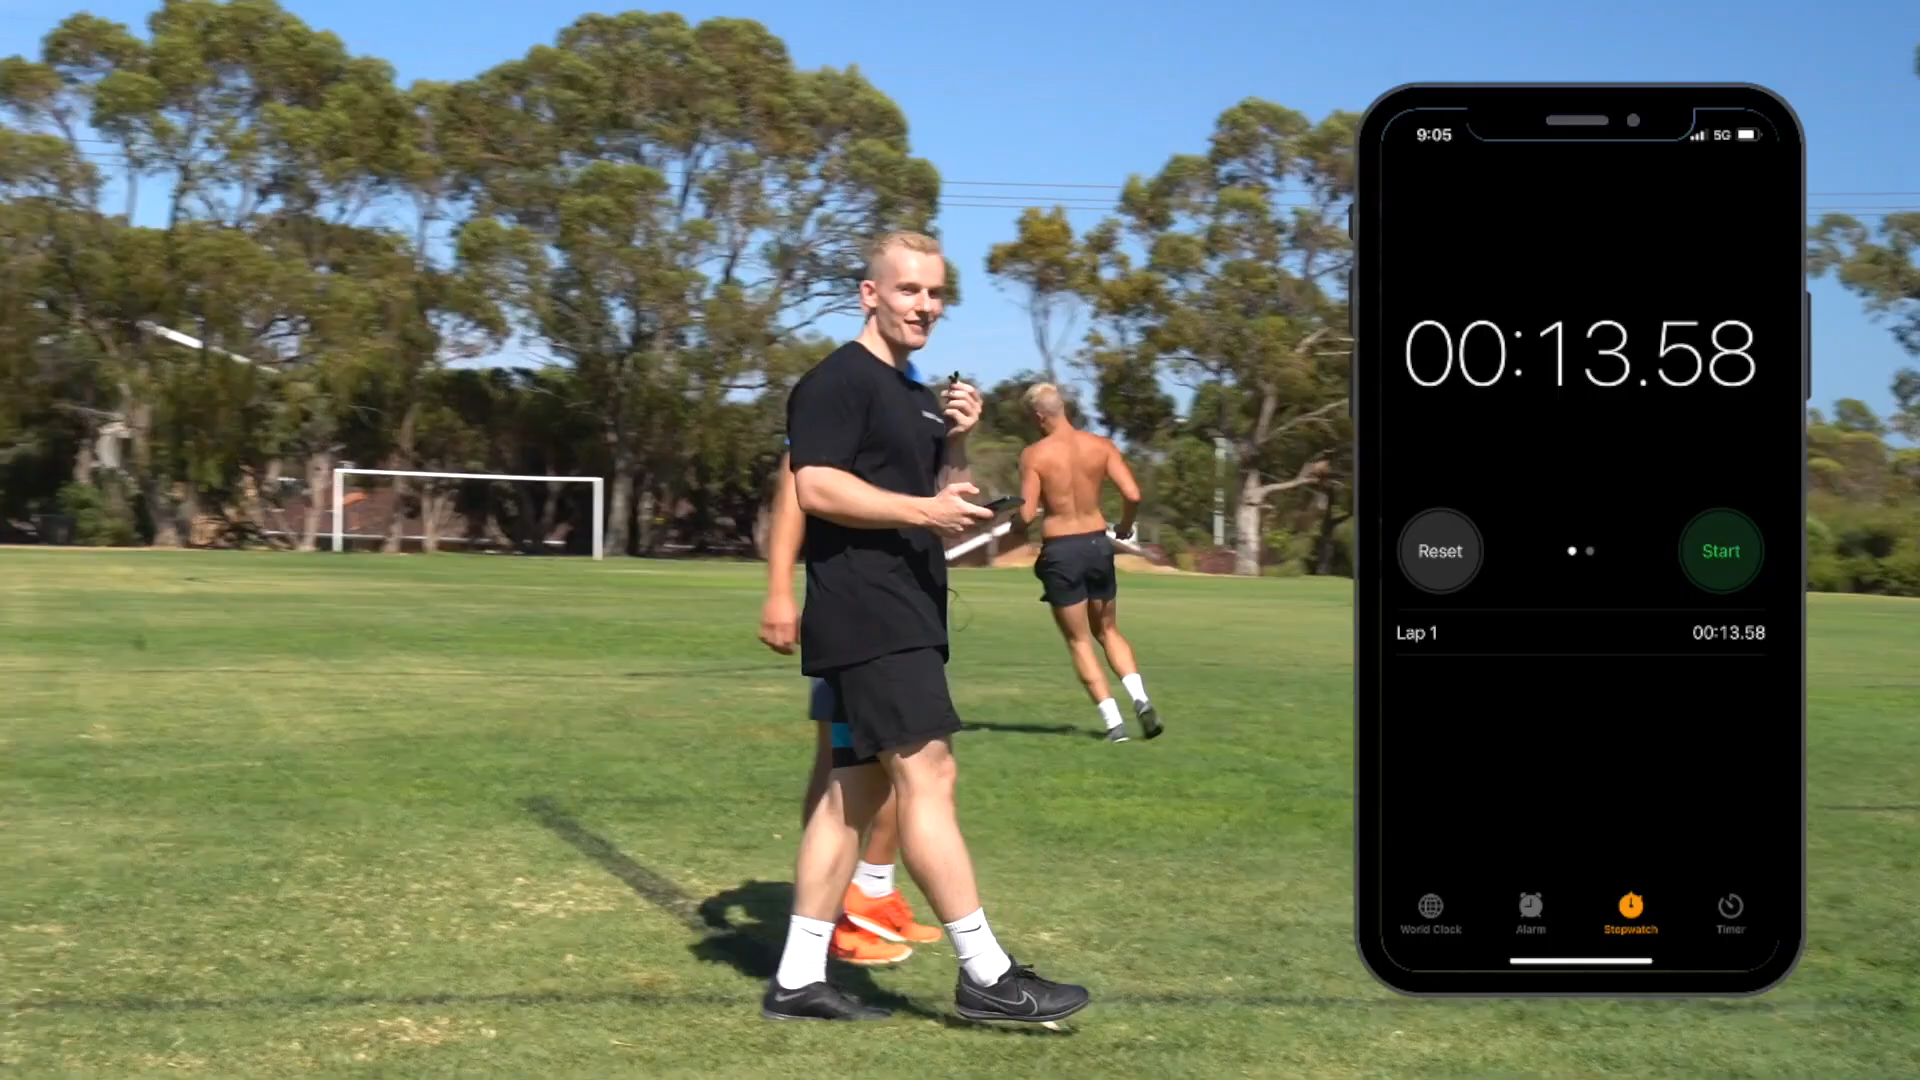 9:05 5G
00:13.58
Reset Start
Lap 1 00:13.58
World Clock Alarm Stopwatch Timer